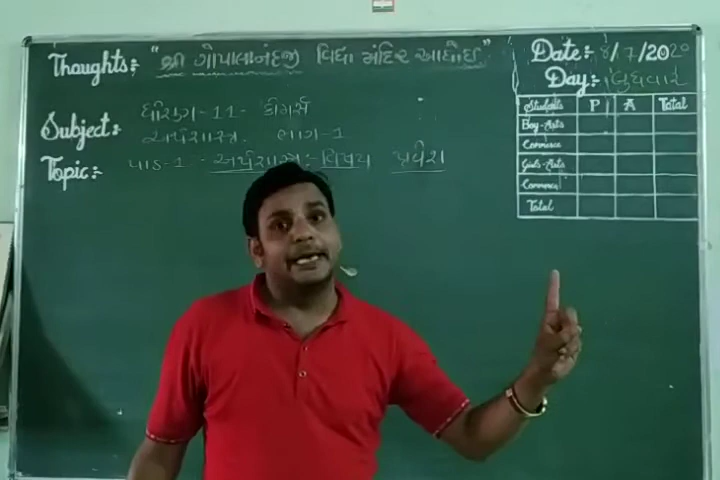 Thoughts:- "શ્રી ગોપાલાનંદજી વિદ્યા મંદિર આધોઈ"
Date:- 8/7/2020
Day: બુધવાર
ધોરણ-11- કોમર્સ
Subject:- અર્થશાસ્ત્ર ભાગ-1
Topic:- પાઠ-1 - અર્થશાસ્ત્ર:-વિષય પ્રવેશ
Students P A Total
Boy-Arts
Commerce
Girls-Arts
Commerce
Total